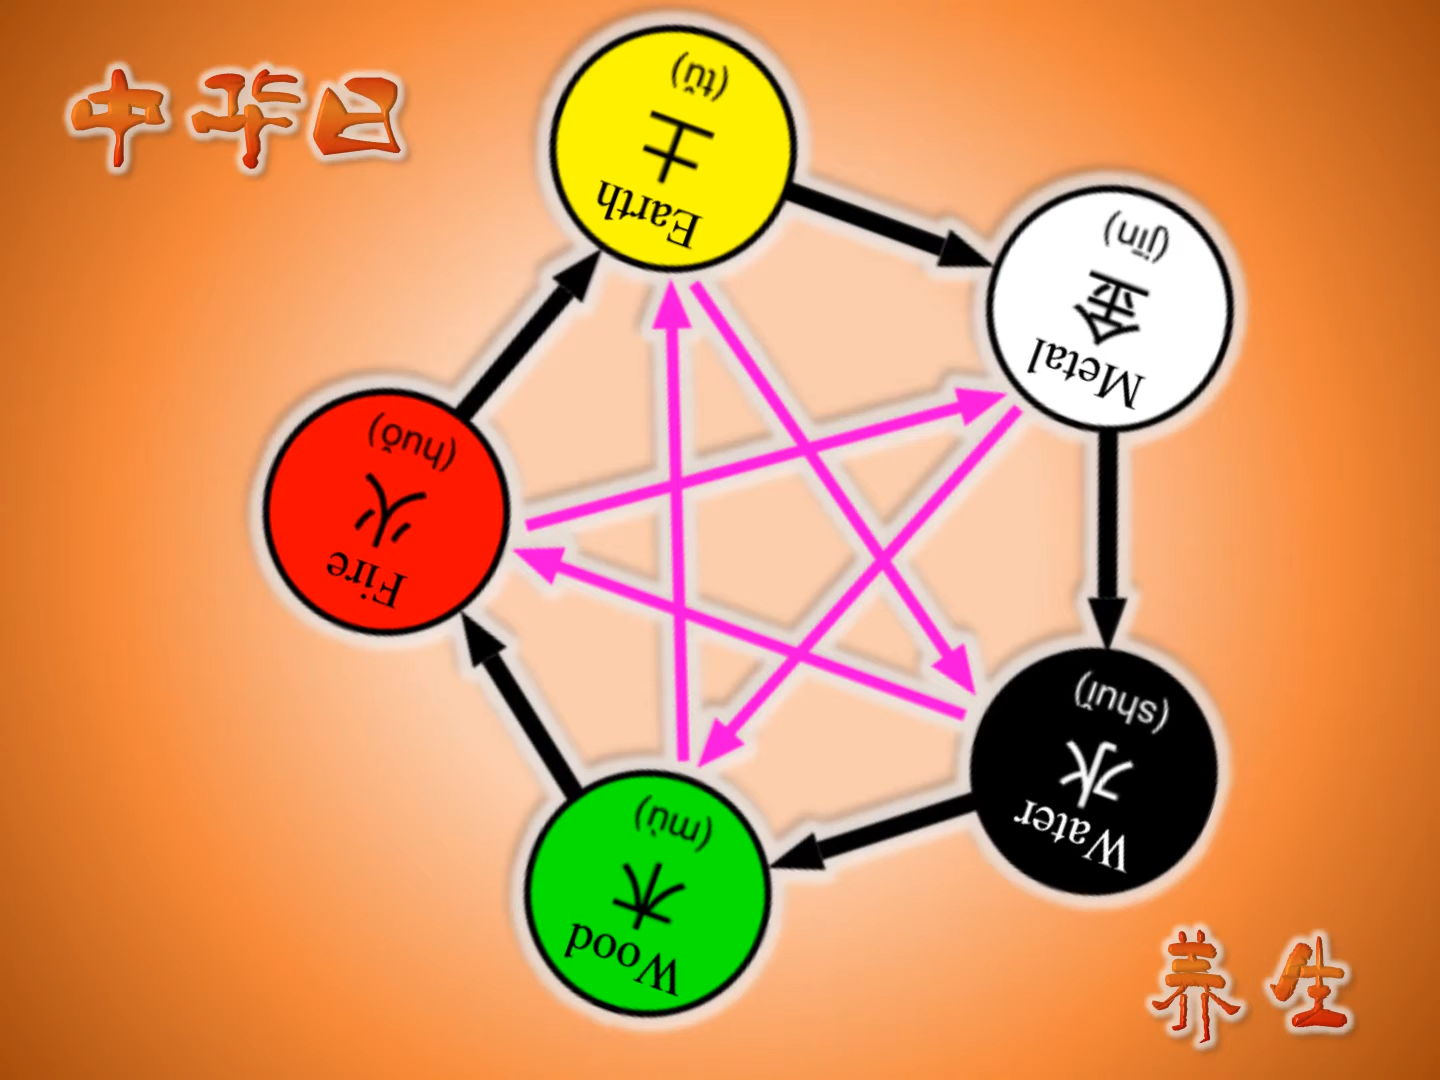 中华日
(tǔ)
土
Earth
(jīn)
金
Metal
(huǒ)
火
Fire
(shuǐ)
水
Water
(mù)
木
Wood
养生